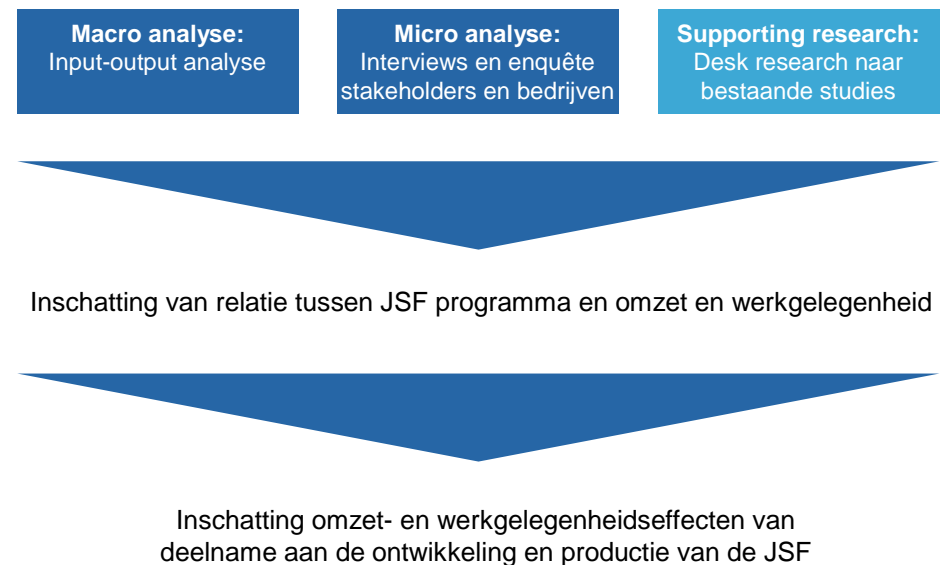 Macro analyse:
Input-output analyse
Micro analyse:
Interviews en enquête
stakeholders en bedrijven
Supporting research:
Desk research naar
bestaande studies
Inschatting van relatie tussen JSF programma en omzet en werkgelegenheid
Inschatting omzet- en werkgelegenheidseffecten van
deelname aan de ontwikkeling en productie van de JSF